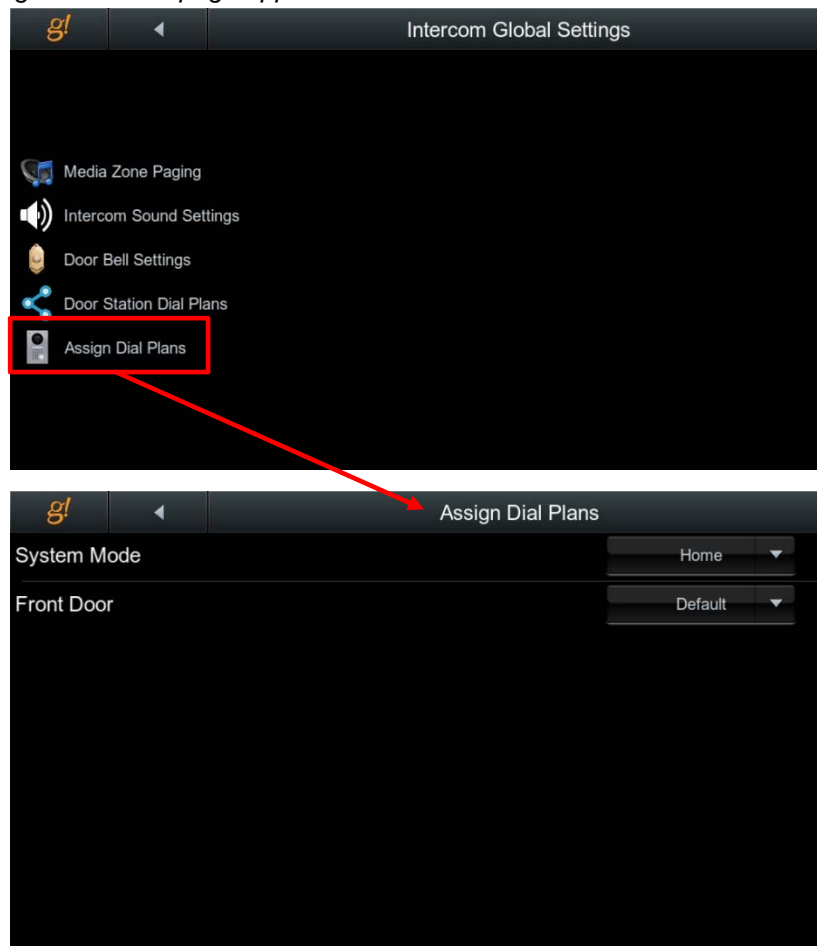 g! Intercom Global Settings
Media Zone Paging
Intercom Sound Settings
Door Bell Settings
Door Station Dial Plans
Assign Dial Plans
g! Assign Dial Plans
System Mode Home
Front Door Default